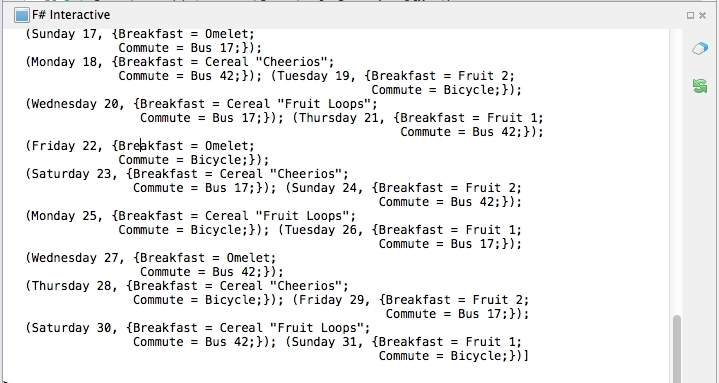 F# Interactive
(Sunday 17, {Breakfast = Omelet;
Commute = Bus 17;});
(Monday 18, {Breakfast = Cereal "Cheerios";
Commute = Bus 42;}); (Tuesday 19, {Breakfast = Fruit 2;
Commute = Bicycle;});
(Wednesday 20, {Breakfast = Cereal "Fruit Loops";
Commute = Bus 17;}); (Thursday 21, {Breakfast = Fruit 1;
Commute = Bus 42;});
(Friday 22, {Breakfast = Omelet;
Commute = Bicycle;});
(Saturday 23, {Breakfast = Cereal "Cheerios";
Commute = Bus 17;}); (Sunday 24, {Breakfast = Fruit 2;
Commute = Bus 42;});
(Monday 25, {Breakfast = Cereal "Fruit Loops";
Commute = Bicycle;}); (Tuesday 26, {Breakfast = Fruit 1;
Commute = Bus 17;});
(Wednesday 27, {Breakfast = Omelet;
Commute = Bus 42;});
(Thursday 28, {Breakfast = Cereal "Cheerios";
Commute = Bicycle;}); (Friday 29, {Breakfast = Fruit 2;
Commute = Bus 17;});
(Saturday 30, {Breakfast = Cereal "Fruit Loops";
Commute = Bus 42;}); (Sunday 31, {Breakfast = Fruit 1;
Commute = Bicycle;})]